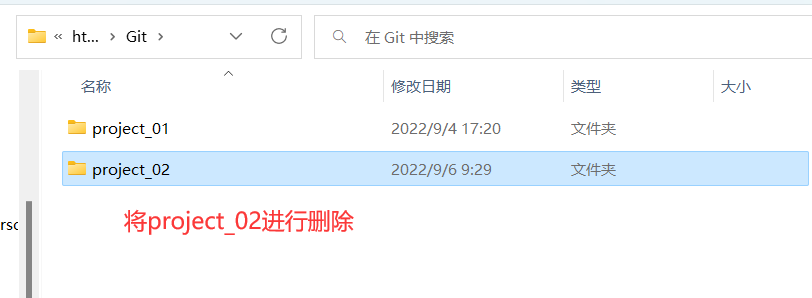 « ht... › Git ›
在 Git 中搜索
名称 修改日期 类型 大小
project_01 2022/9/4 17:20 文件夹
project_02 2022/9/6 9:29 文件夹
将project_02进行删除
rsc